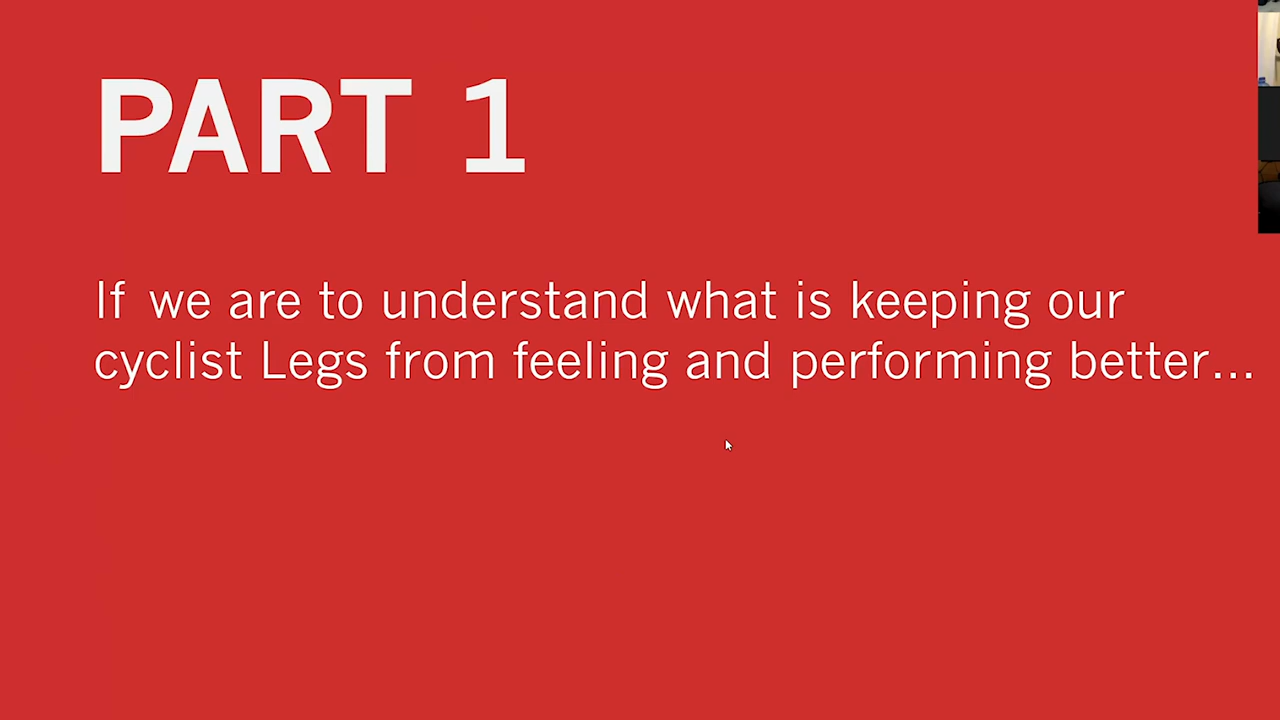 PART 1
If we are to understand what is keeping our
cyclist Legs from feeling and performing better...